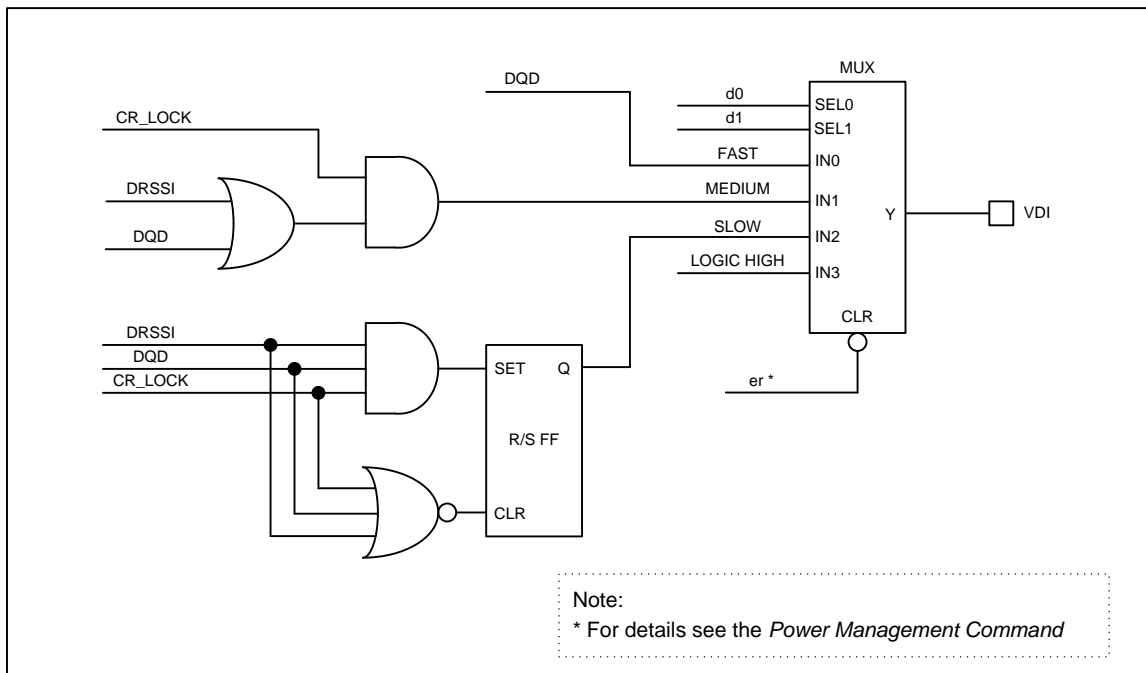 MUX
DQD
d0
SEL0
CR_LOCK
d1
SEL1
FAST
IN0
DRSSI
MEDIUM
IN1
Y
VDI
DQD
SLOW
IN2
LOGIC HIGH
IN3
CLR
DRSSI
DQD
SET
Q
CR_LOCK
er *
R/S FF
CLR
Note:
* For details see the Power Management Command